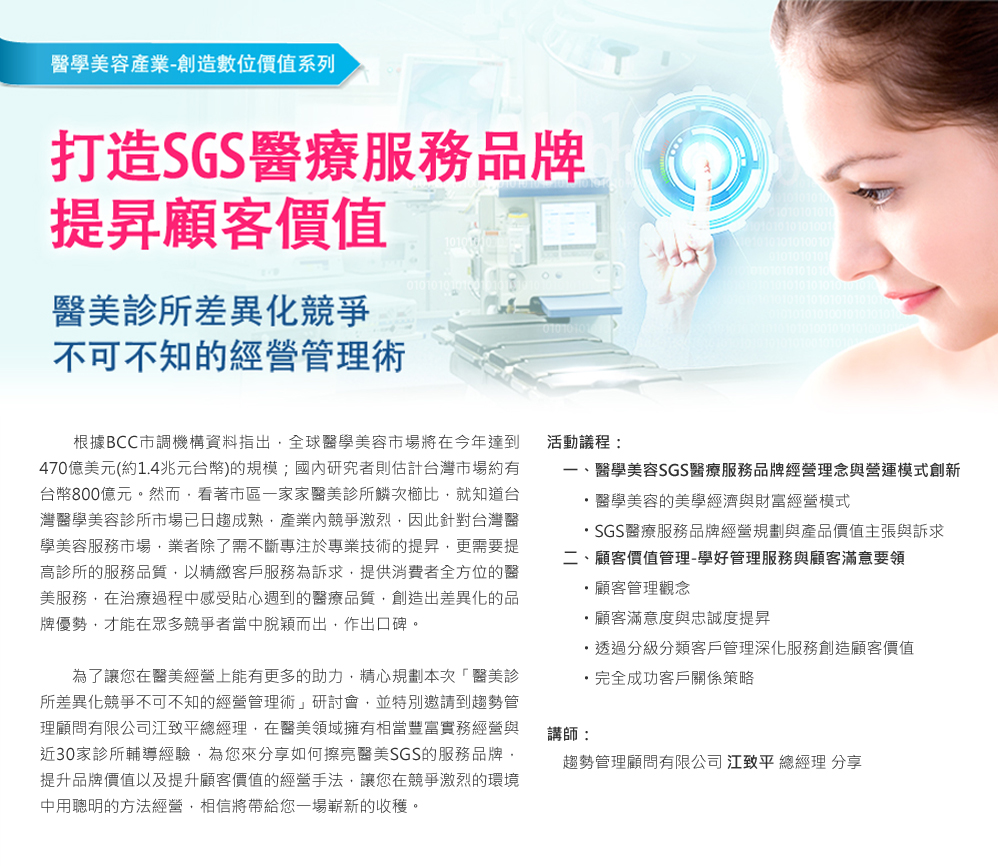 醫學美容產業-創造數位價值系列
打造SGS醫療服務品牌
提昇顧客價值
醫美診所差異化競爭
不可不知的經營管理術
根據BCC市調機構資料指出，全球醫學美容市場將在今年達到
470億美元(約1.4兆元台幣)的規模；國內研究者則估計台灣市場約有
台幣800億元。然而，看著市區一家家醫美診所鱗次櫛比，就知道台
灣醫學美容診所市場已日趨成熟，產業內競爭激烈，因此針對台灣醫
學美容服務市場，業者除了需不斷專注於專業技術的提昇，更需要提
高診所的服務品質，以精緻客戶服務為訴求，提供消費者全方位的醫
美服務，在治療過程中感受貼心週到的醫療品質，創造出差異化的品
牌優勢，才能在眾多競爭者當中脫穎而出，作出口碑。
為了讓您在醫美經營上能有更多的助力，精心規劃本次「醫美診
所差異化競爭不可不知的經營管理術」研討會，並特別邀請到趨勢管
理顧問有限公司江致平總經理，在醫美領域擁有相當豐富實務經營與
近30家診所輔導經驗，為您來分享如何擦亮醫美SGS的服務品牌，
提升品牌價值以及提升顧客價值的經營手法，讓您在競爭激烈的環境
中用聰明的方法經營，相信將帶給您一場嶄新的收穫。
活動議程：
一、醫學美容SGS醫療服務品牌經營理念與營運模式創新
・醫學美容的美學經濟與財富經營模式
・SGS醫療服務品牌經營規劃與產品價值主張與訴求
二、顧客價值管理-學好管理服務與顧客滿意要領
・顧客管理觀念
・顧客滿意度與忠誠度提昇
・透過分級分類客戶管理深化服務創造顧客價值
・完全成功客戶關係策略
講師：
趨勢管理顧問有限公司 江致平 總經理 分享